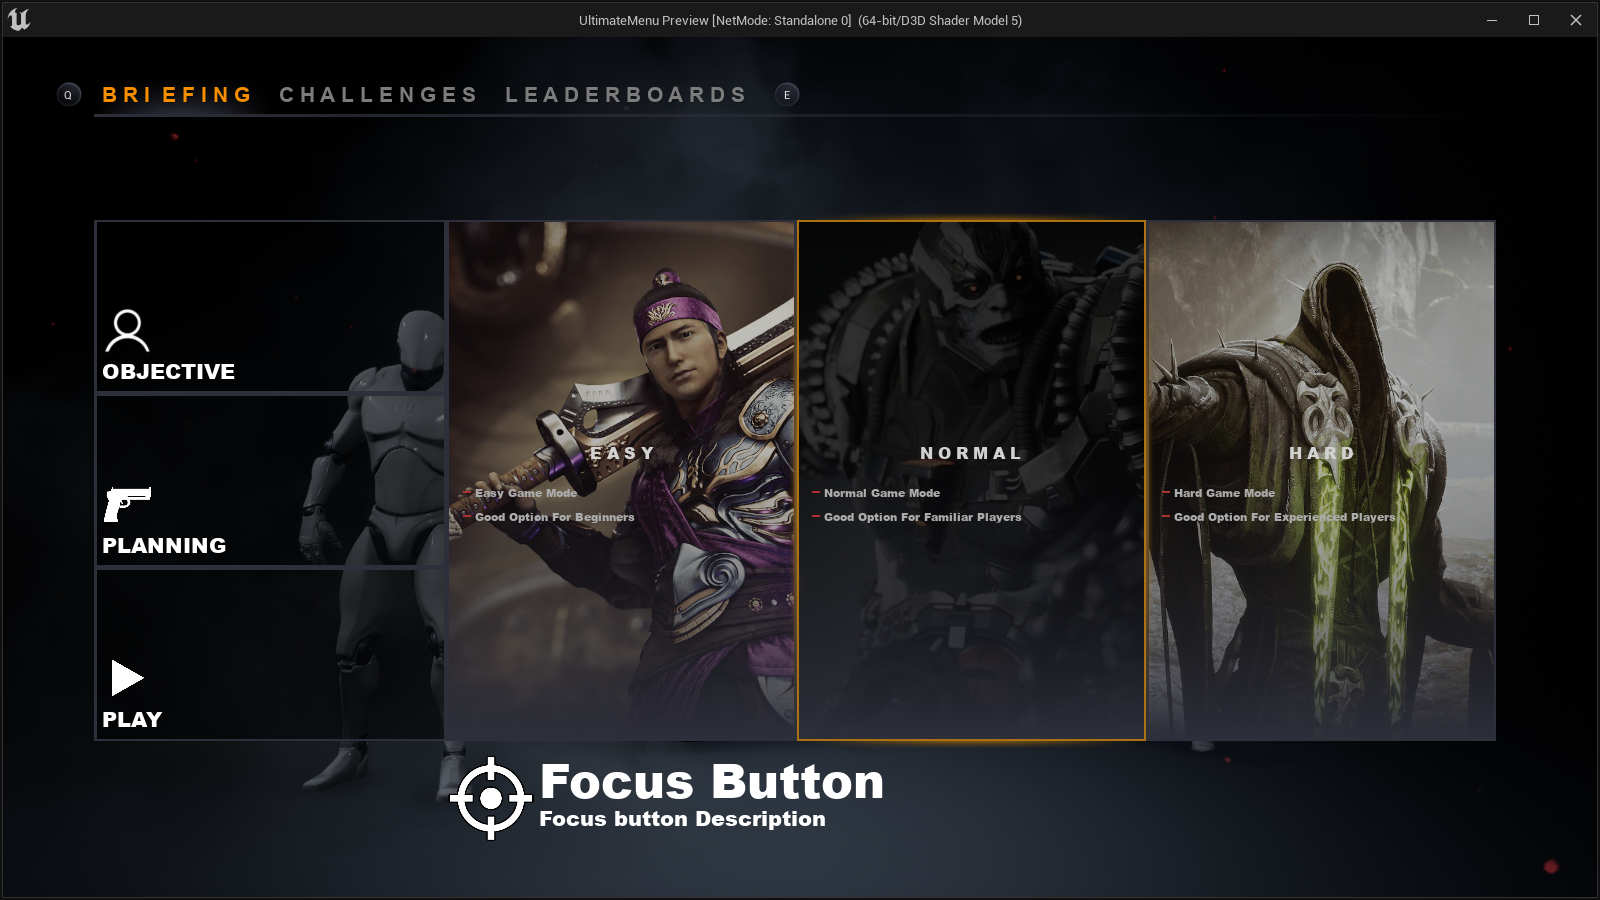 UltimateMenu Preview [NetMode: Standalone 0]  (64-bit/D3D Shader Model 5)
Q BRIEFING CHALLENGES LEADERBOARDS E
OBJECTIVE
PLANNING
PLAY
EASY
Easy Game Mode
Good Option For Beginners
NORMAL
Normal Game Mode
Good Option For Familiar Players
HARD
Hard Game Mode
Good Option For Experienced Players
Focus Button
Focus button Description